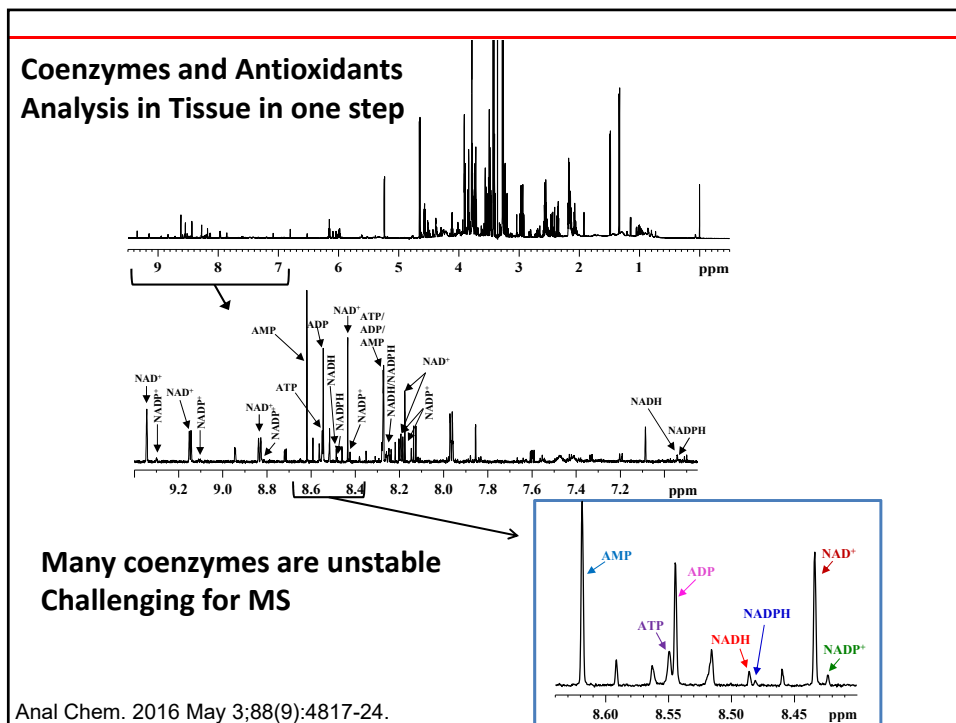 Coenzymes and Antioxidants
Analysis in Tissue in one step
9 8 7 6 5 4 3 2 1 ppm
NAD⁺
NADP⁺
NAD⁺
NADP⁺
NAD⁺
NADP⁺
AMP
ATP
ADP
NADH
NADPH
NAD⁺
NADP⁺
ATP/
ADP/
AMP
NADH/NADPH
NAD⁺
NADP⁺
NADH
NADPH
9.2 9.0 8.8 8.6 8.4 8.2 8.0 7.8 7.6 7.4 7.2 ppm
Many coenzymes are unstable
Challenging for MS
AMP
ATP
ADP
NADH
NADPH
NAD⁺
NADP⁺
8.60 8.55 8.50 8.45 ppm
Anal Chem. 2016 May 3;88(9):4817-24.